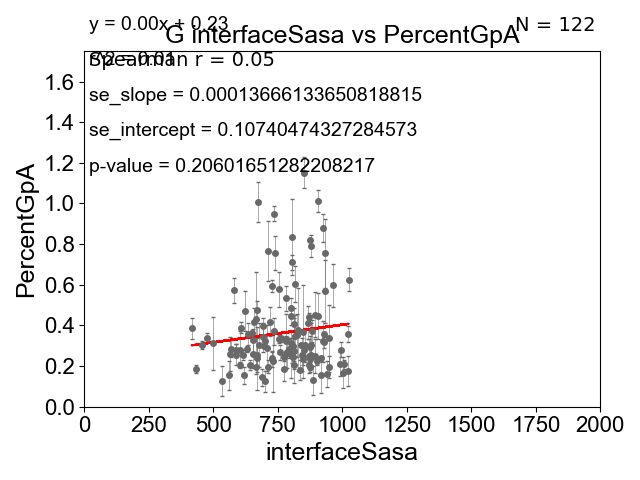 y = 0.00x + 0.23
N = 122
G interfaceSasa vs PercentGpA
Spearman r = 0.05
se_slope = 0.00013666133650818815
se_intercept = 0.10740474327284573
p-value = 0.20601651282208217
PercentGpA
1.6
1.4
1.2
1.0
0.8
0.6
0.4
0.2
0.0
0 250 500 750 1000 1250 1500 1750 2000
interfaceSasa